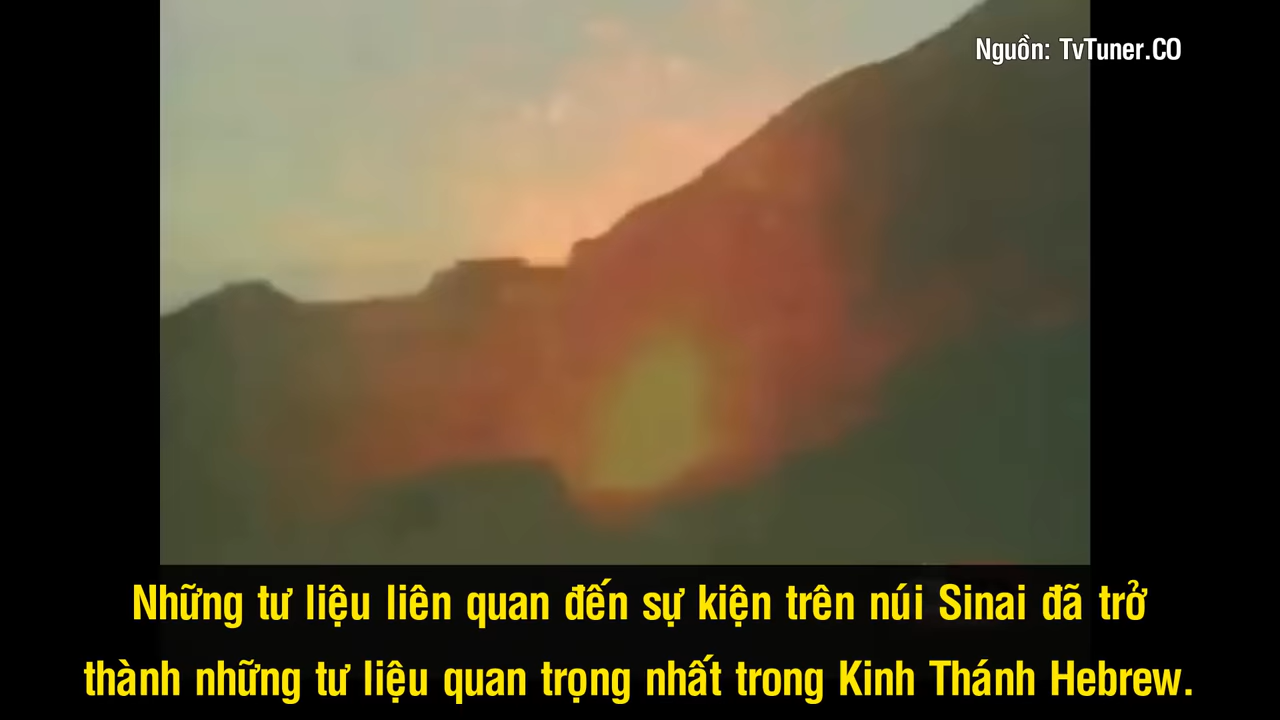 Nguồn: TvTuner.CO
Những tư liệu liên quan đến sự kiện trên núi Sinai đã trở
thành những tư liệu quan trọng nhất trong Kinh Thánh Hebrew.